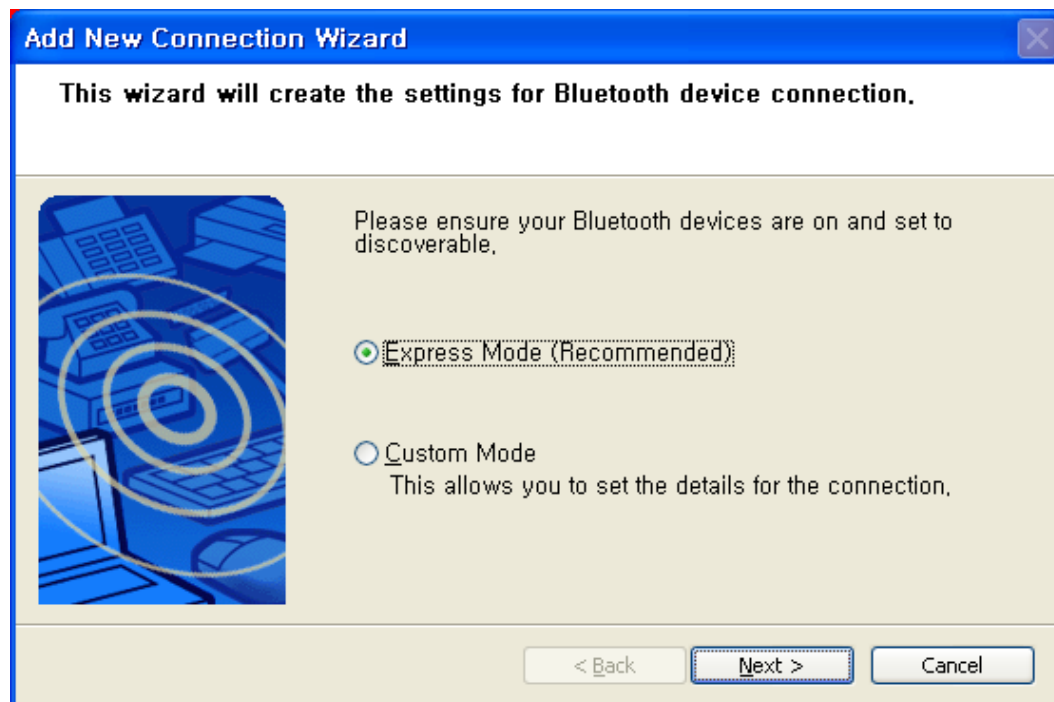 Add New Connection Wizard
This wizard will create the settings for Bluetooth device connection.
Please ensure your Bluetooth devices are on and set to
discoverable.
Express Mode (Recommended)
Custom Mode
This allows you to set the details for the connection.
< Back
Next >
Cancel